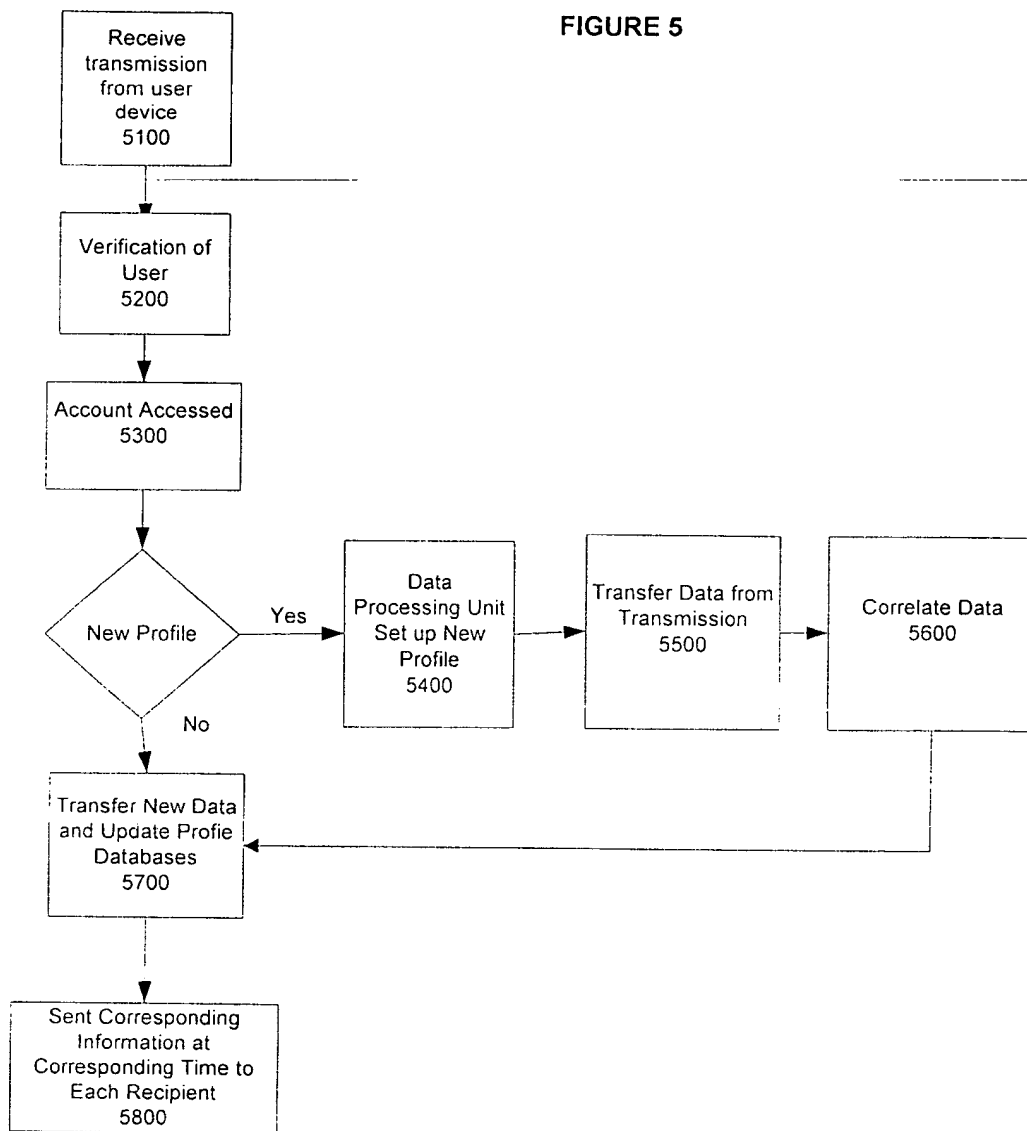 FIGURE 5
Receive
transmission
from user
device
5100
Verification of
User
5200
Account Accessed
5300
New Profile
Yes
No
Data
Processing Unit
Set up New
Profile
5400
Transfer Data from
Transmission
5500
Correlate Data
5600
Transfer New Data
and Update Profie
Databases
5700
Sent Corresponding
Information at
Corresponding Time to
Each Recipient
5800